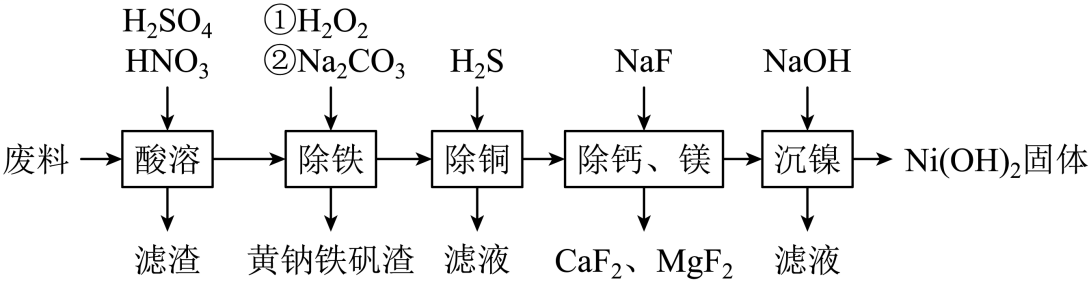 H₂SO₄ ①H₂O₂
HNO₃ ②Na₂CO₃ H₂S NaF NaOH
废料 酸溶 除铁 除铜 除钙、镁 沉镍 Ni(OH)₂固体
滤渣 黄钠铁矾渣 滤液 CaF₂、MgF₂ 滤液